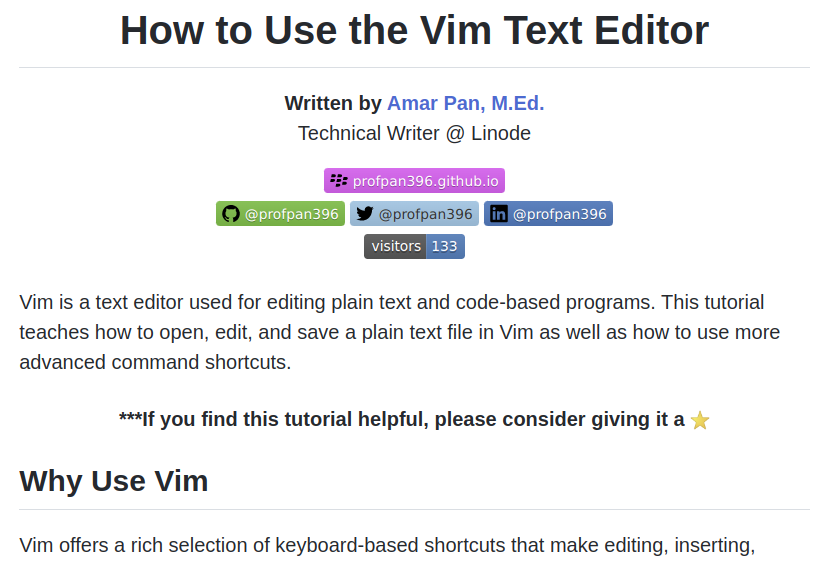 How to Use the Vim Text Editor
Written by Amar Pan, M.Ed.
Technical Writer @ Linode
profpan396.github.io
@profpan396 @profpan396 @profpan396
visitors 133
Vim is a text editor used for editing plain text and code-based programs. This tutorial
teaches how to open, edit, and save a plain text file in Vim as well as how to use more
advanced command shortcuts.
***If you find this tutorial helpful, please consider giving it a ⭐
Why Use Vim
Vim offers a rich selection of keyboard-based shortcuts that make editing, inserting,